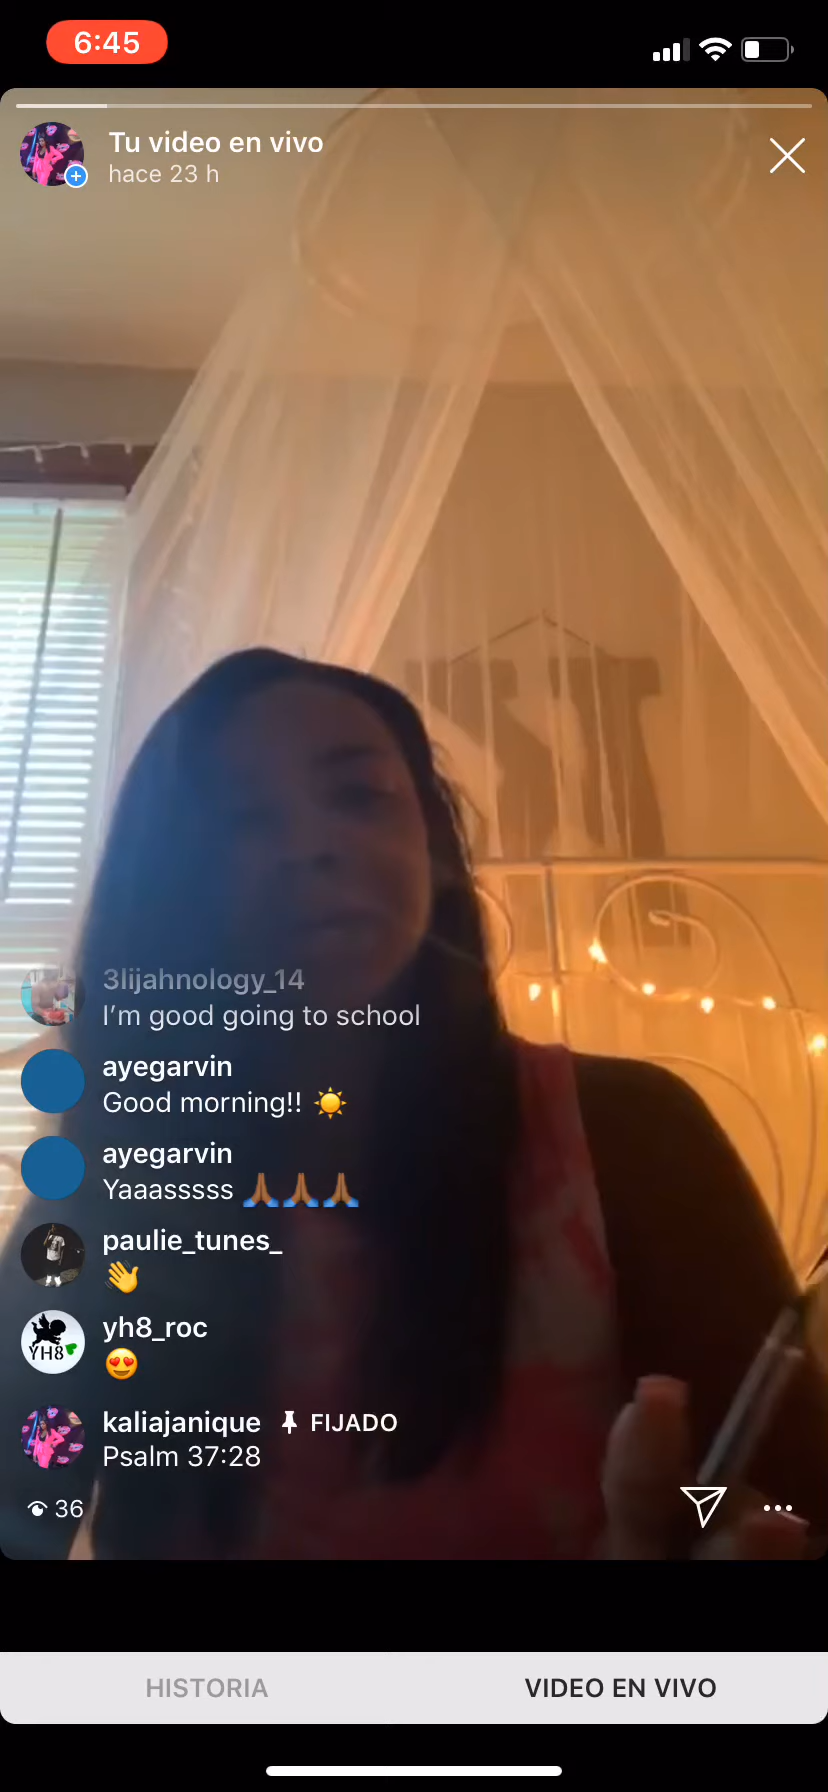 6:45
Tu video en vivo
hace 23 h
3lijahnology_14
I’m good going to school
ayegarvin
Good morning!! ☀️
ayegarvin
Yaaasssss 🙏🏾🙏🏾🙏🏾
paulie_tunes_
👋
yh8_roc
😍
YH8
kaliajanique 📌 FIJADO
Psalm 37:28
36
HISTORIA
VIDEO EN VIVO